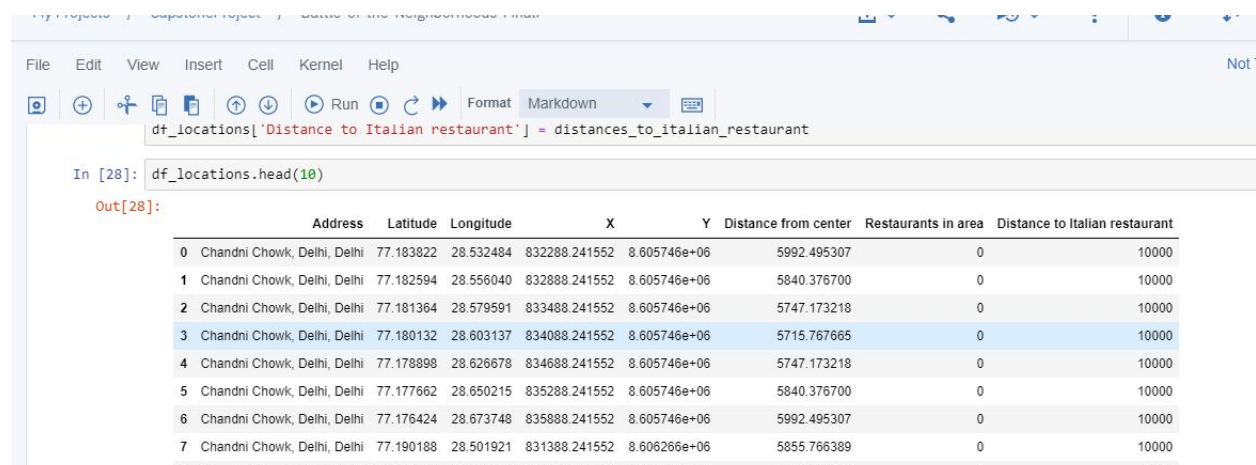 My Projects / CapstoneProject / Battle of the Neighborhoods Final.
File Edit View Insert Cell Kernel Help Not
Run Format Markdown
df_locations['Distance to Italian restaurant'] = distances_to_italian_restaurant
In [28]: df_locations.head(10)
Out[28]:
Address Latitude Longitude X Y Distance from center Restaurants in area Distance to Italian restaurant
0 Chandni Chowk, Delhi, Delhi 77.183822 28.532484 832288.241552 8.605746e+06 5992.495307 0 10000
1 Chandni Chowk, Delhi, Delhi 77.182594 28.556040 832888.241552 8.605746e+06 5840.376700 0 10000
2 Chandni Chowk, Delhi, Delhi 77.181364 28.579591 833488.241552 8.605746e+06 5747.173218 0 10000
3 Chandni Chowk, Delhi, Delhi 77.180132 28.603137 834088.241552 8.605746e+06 5715.767665 0 10000
4 Chandni Chowk, Delhi, Delhi 77.178898 28.626678 834688.241552 8.605746e+06 5747.173218 0 10000
5 Chandni Chowk, Delhi, Delhi 77.177662 28.650215 835288.241552 8.605746e+06 5840.376700 0 10000
6 Chandni Chowk, Delhi, Delhi 77.176424 28.673748 835888.241552 8.605746e+06 5992.495307 0 10000
7 Chandni Chowk, Delhi, Delhi 77.190188 28.501921 831388.241552 8.606266e+06 5855.766389 0 10000